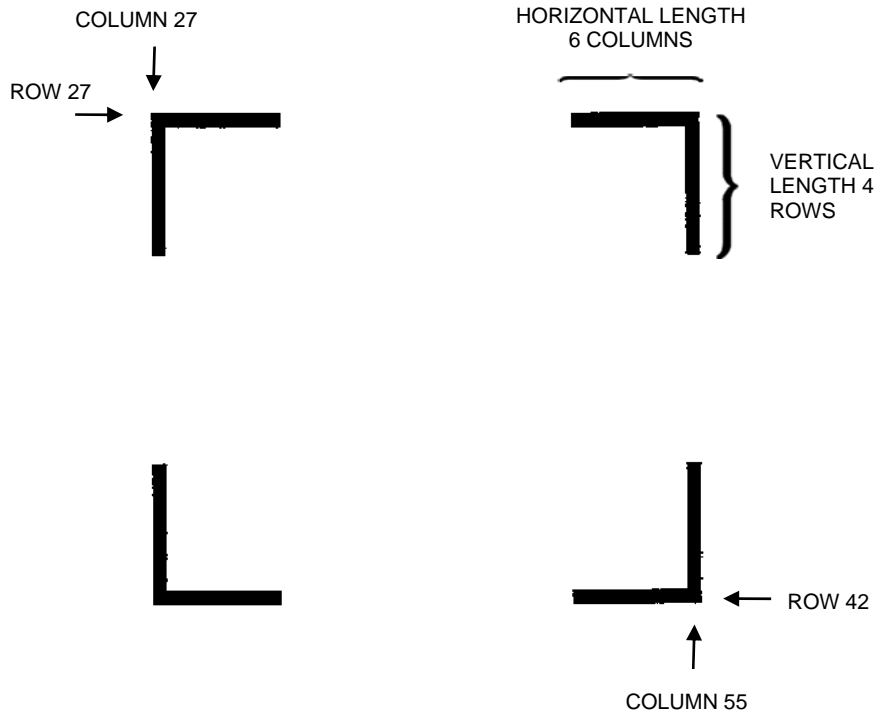 COLUMN 27
HORIZONTAL LENGTH
6 COLUMNS
ROW 27
VERTICAL
LENGTH 4
ROWS
ROW 42
COLUMN 55